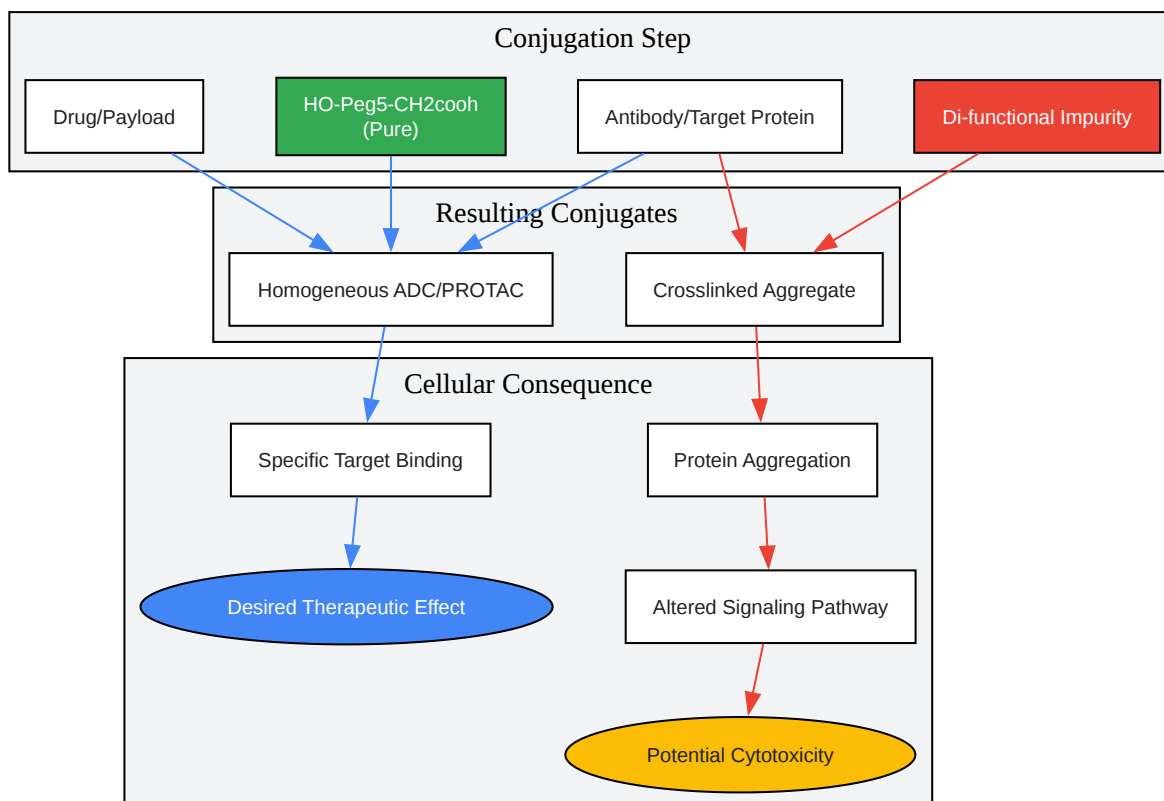 Conjugation Step
Drug/Payload
HO-Peg5-CH2cooh
(Pure)
Antibody/Target Protein
Di-functional Impurity
Resulting Conjugates
Homogeneous ADC/PROTAC
Crosslinked Aggregate
Cellular Consequence
Specific Target Binding
Protein Aggregation
Desired Therapeutic Effect
Altered Signaling Pathway
Potential Cytotoxicity